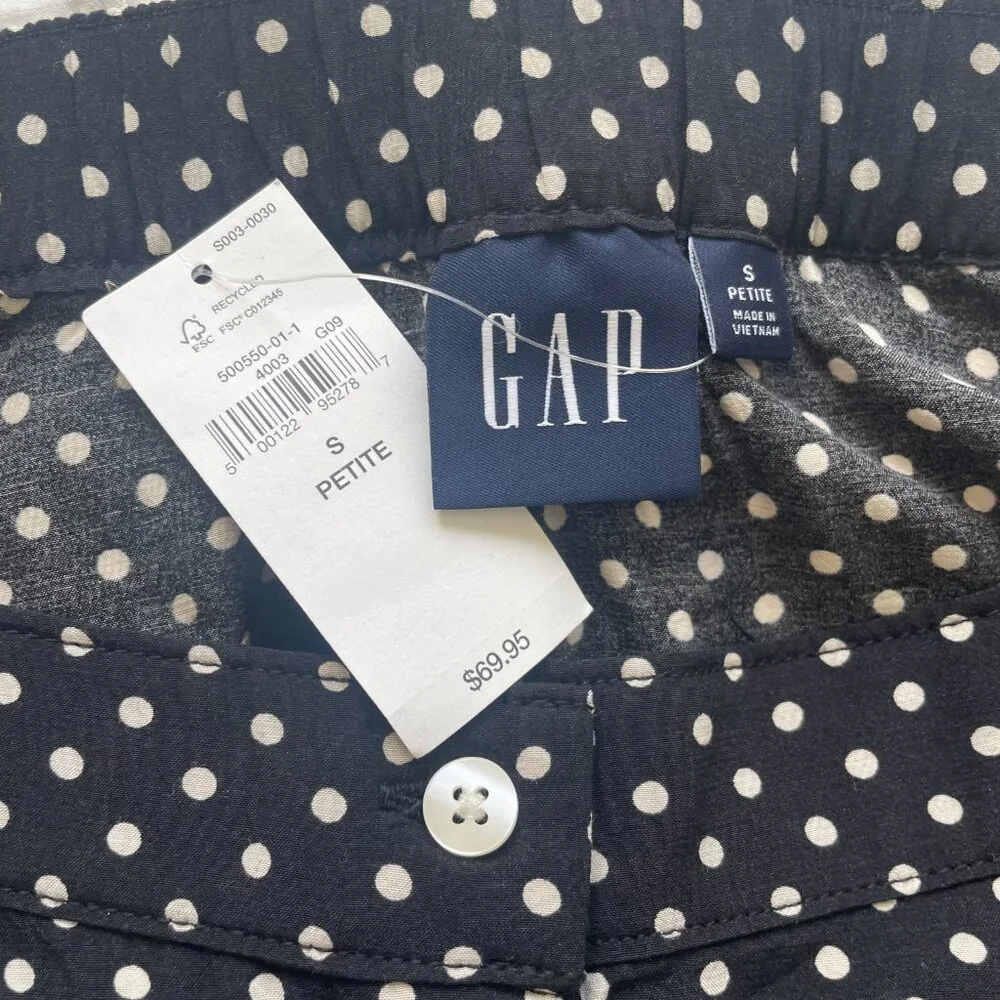 S003-0030
RECYCLED
FSC
FSC® C012345
500550-01-1
4003 G09
5 00122 95278 7
S
PETITE
$69.95
GAP
S
PETITE
MADE IN
VIETNAM